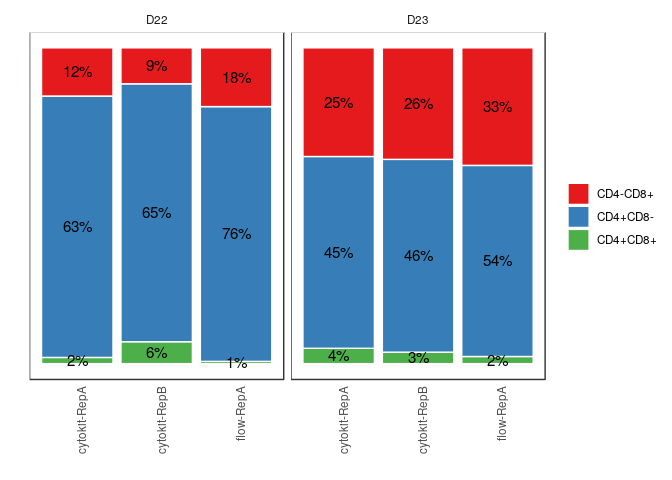 D22 D23
12% 9% 18% 25% 26% 33%
63% 65% 76% 45% 46% 54%
2% 6% 1% 4% 3% 2%
cytokit-RepA cytokit-RepB flow-RepA cytokit-RepA cytokit-RepB flow-RepA
CD4-CD8+
CD4+CD8-
CD4+CD8+